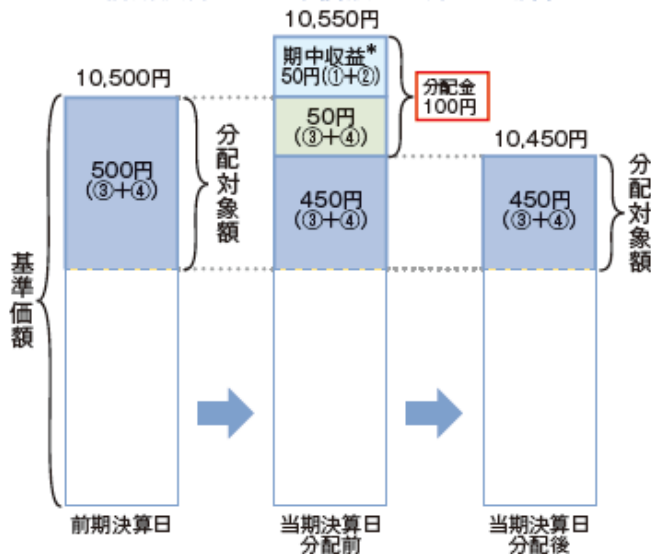 10,550円
期中収益*
50円(①+②)
10,500円
分配金
100円
50円
(③+④)
10,450円
500円
(③+④)
分配対象額
450円
(③+④)
450円
(③+④)
分配対象額
基準価額
前期決算日
当期決算日
分配前
当期決算日
分配後